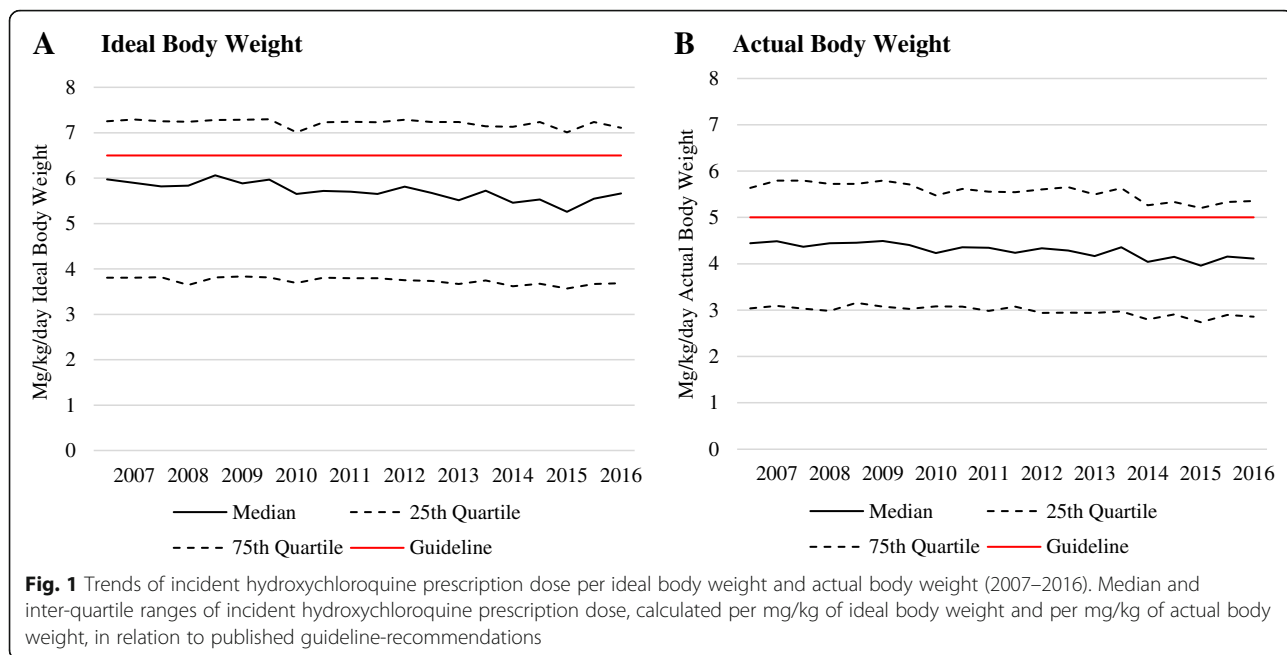 A Ideal Body Weight
Mg/kg/day Ideal Body Weight
8
7
6
5
4
3
2
1
0
2007 2008 2009 2010 2011 2012 2013 2014 2015 2016
Median 25th Quartile
75th Quartile Guideline
B Actual Body Weight
Mg/kg/day Actual Body Weight
8
7
6
5
4
3
2
1
0
2007 2008 2009 2010 2011 2012 2013 2014 2015 2016
Median 25th Quartile
75th Quartile Guideline
Fig. 1 Trends of incident hydroxychloroquine prescription dose per ideal body weight and actual body weight (2007–2016). Median and
inter-quartile ranges of incident hydroxychloroquine prescription dose, calculated per mg/kg of ideal body weight and per mg/kg of actual body
weight, in relation to published guideline-recommendations